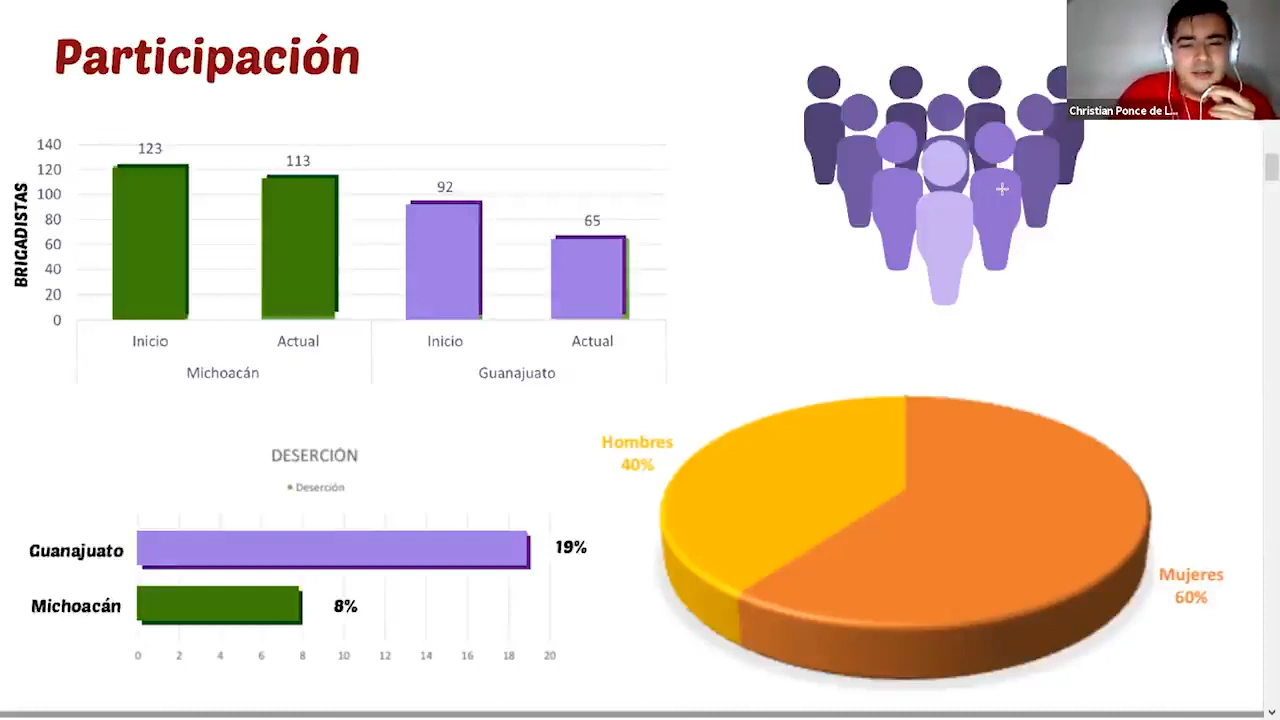 Participación
Christian Ponce de L...
BRIGADISTAS
140
120
100
80
60
40
20
0
123
113
92
65
Inicio
Actual
Inicio
Actual
Michoacán
Guanajuato
DESERCIÓN
Deserción
Guanajuato
19%
Michoacán
8%
0 2 4 6 8 10 12 14 16 18 20
Hombres
40%
Mujeres
60%